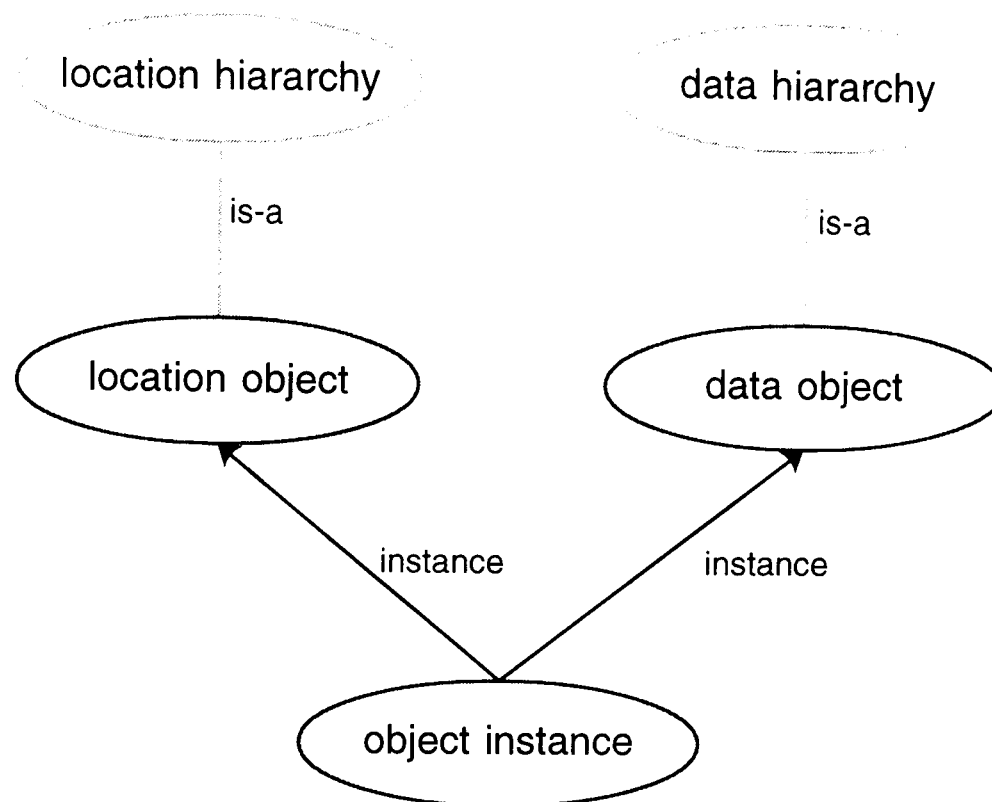 location hiararchy
data hiararchy
is-a
is-a
location object
data object
instance
instance
object instance